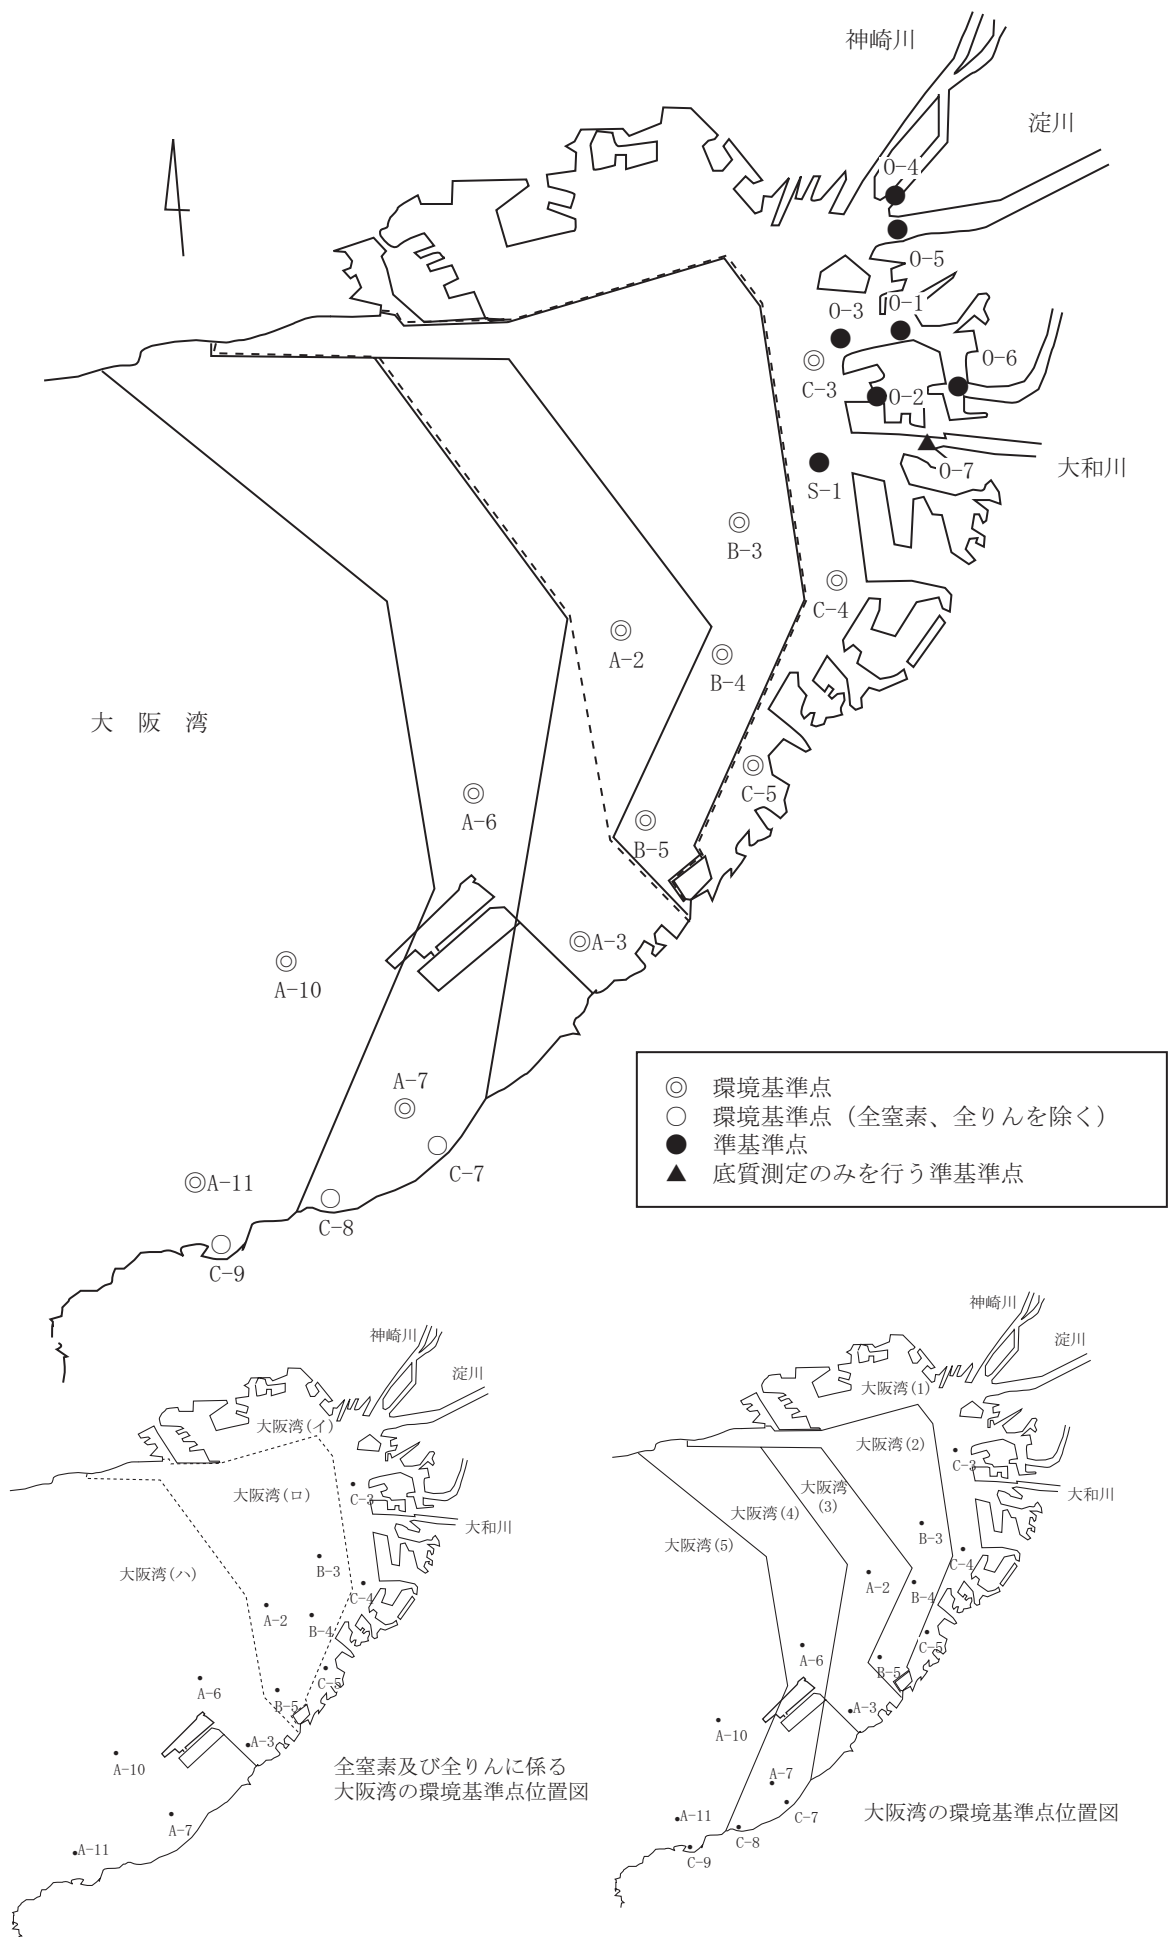 神崎川
淀川
O-4
O-5
O-3
O-1
O-6
C-3
O-2
大和川
O-7
S-1
B-3
C-4
A-2
B-4
大 阪 湾
C-5
A-6
B-5
A-3
A-10
A-7
C-7
A-11
C-8
C-9
◎ 環境基準点
○ 環境基準点（全窒素、全りんを除く）
● 準基準点
▲ 底質測定のみを行う準基準点
神崎川
淀川
大阪湾(イ)
大阪湾(ロ)
C-3
大和川
大阪湾(ハ)
B-3
C-4
A-2
B-4
C-5
A-6
B-5
A-3
A-10
A-7
A-11
全窒素及び全りんに係る
大阪湾の環境基準点位置図
神崎川
淀川
大阪湾(1)
大阪湾(2)
C-3
大阪湾
(3)
大和川
大阪湾(4)
大阪湾(5)
B-3
C-4
A-2
B-4
C-5
A-6
B-5
A-3
A-10
A-7
C-7
A-11
C-8
C-9
大阪湾の環境基準点位置図